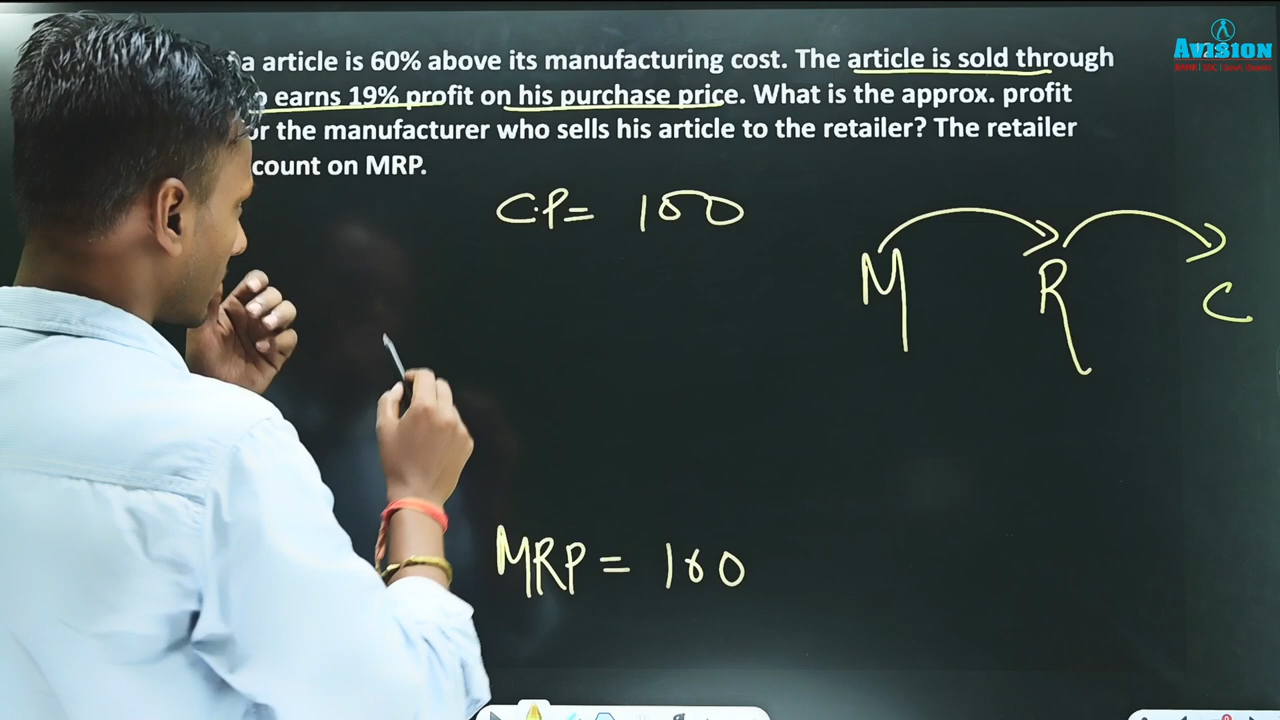 a article is 60% above its manufacturing cost. The article is sold through
earns 19% profit on his purchase price. What is the approx. profit
the manufacturer who sells his article to the retailer? The retailer
count on MRP.
CP = 100
M R C
MRP = 160
AVISION